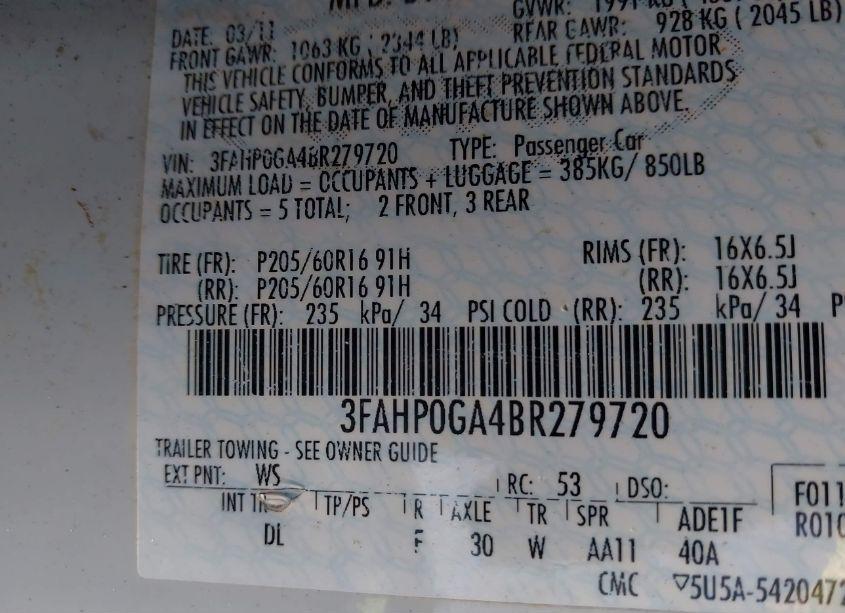 DATE: 03/11
GVWR: 1991 KG
FRONT GAWR: 1063 KG ( 2344 LB) REAR GAWR: 928 KG ( 2045 LB)
THIS VEHICLE CONFORMS TO ALL APPLICABLE FEDERAL MOTOR
VEHICLE SAFETY, BUMPER, AND THEFT PREVENTION STANDARDS
IN EFFECT ON THE DATE OF MANUFACTURE SHOWN ABOVE.
VIN: 3FAHP0GA4BR279720 TYPE: Passenger Car
MAXIMUM LOAD = OCCUPANTS + LUGGAGE = 385KG/ 850LB
OCCUPANTS = 5 TOTAL; 2 FRONT, 3 REAR
TIRE (FR): P205/60R16 91H RIMS (FR): 16X6.5J
(RR): P205/60R16 91H (RR): 16X6.5J
PRESSURE (FR): 235 kPa/ 34 PSI COLD (RR): 235 kPa/ 34
3FAHP0GA4BR279720
TRAILER TOWING - SEE OWNER GUIDE
EXT PNT: WS RC: 53 DSO:
INT TR TP/PS R AXLE TR SPR ADE1F
DL F 30 W AA11 40A
F011
R010
CMC ▽5U5A-5420472